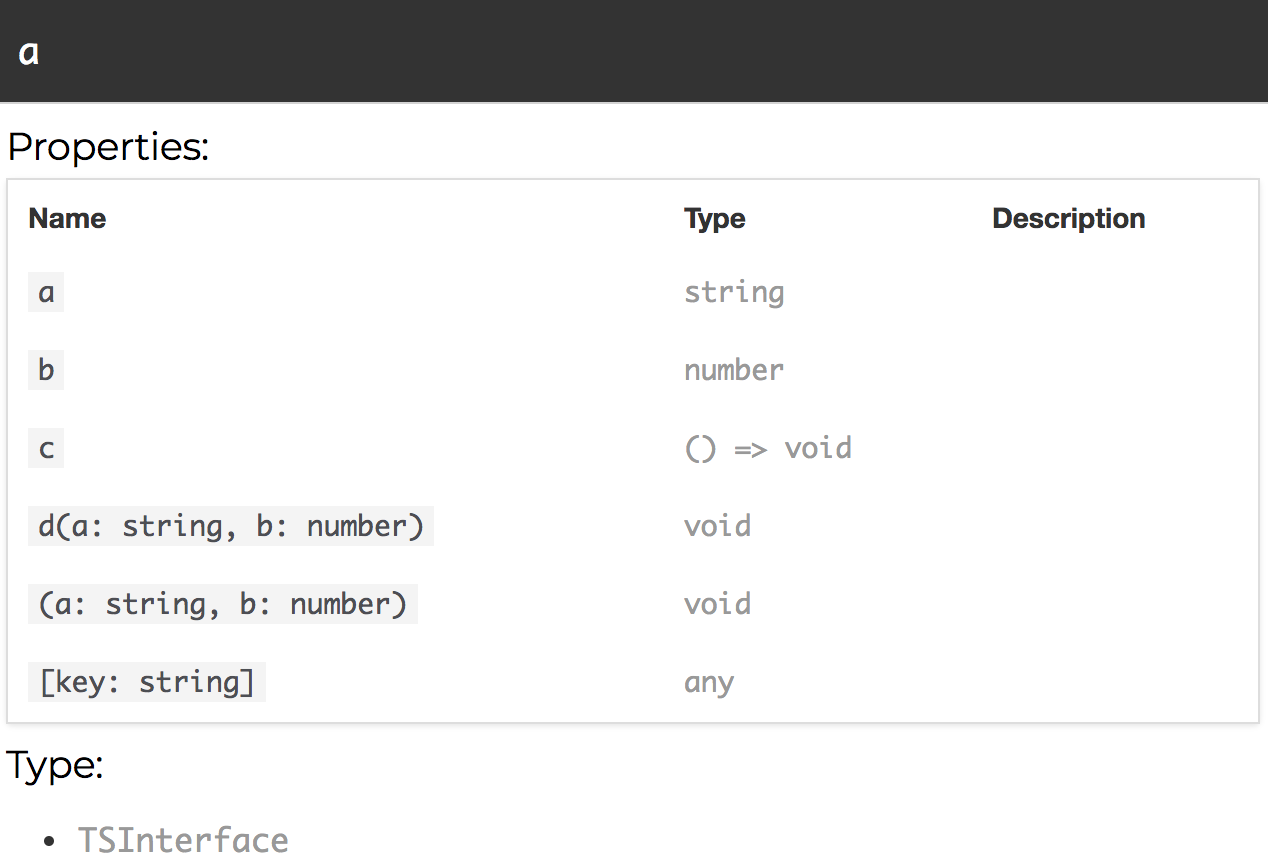 a
Properties:
Name Type Description
a string
b number
c () => void
d(a: string, b: number) void
(a: string, b: number) void
[key: string] any
Type:
• TSInterface